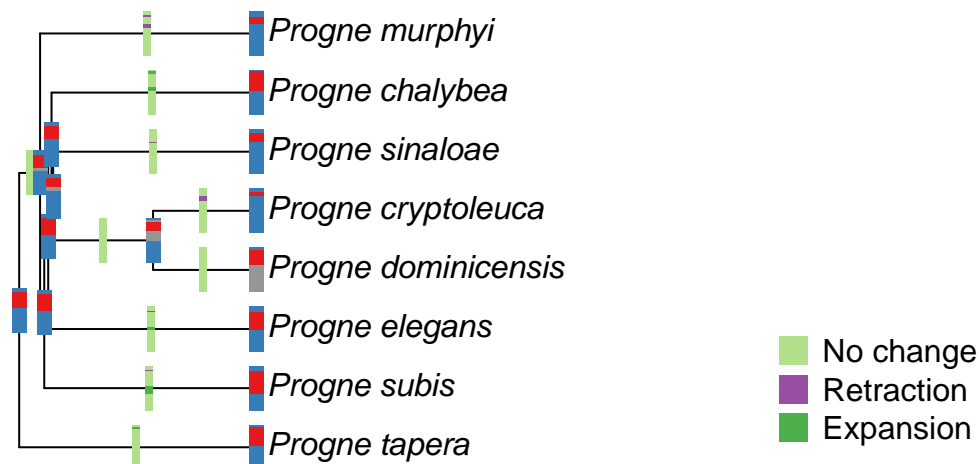 Progne murphyi
Progne chalybea
Progne sinaloae
Progne cryptoleuca
Progne dominicensis
Progne elegans
Progne subis
Progne tapera
No change
Retraction
Expansion